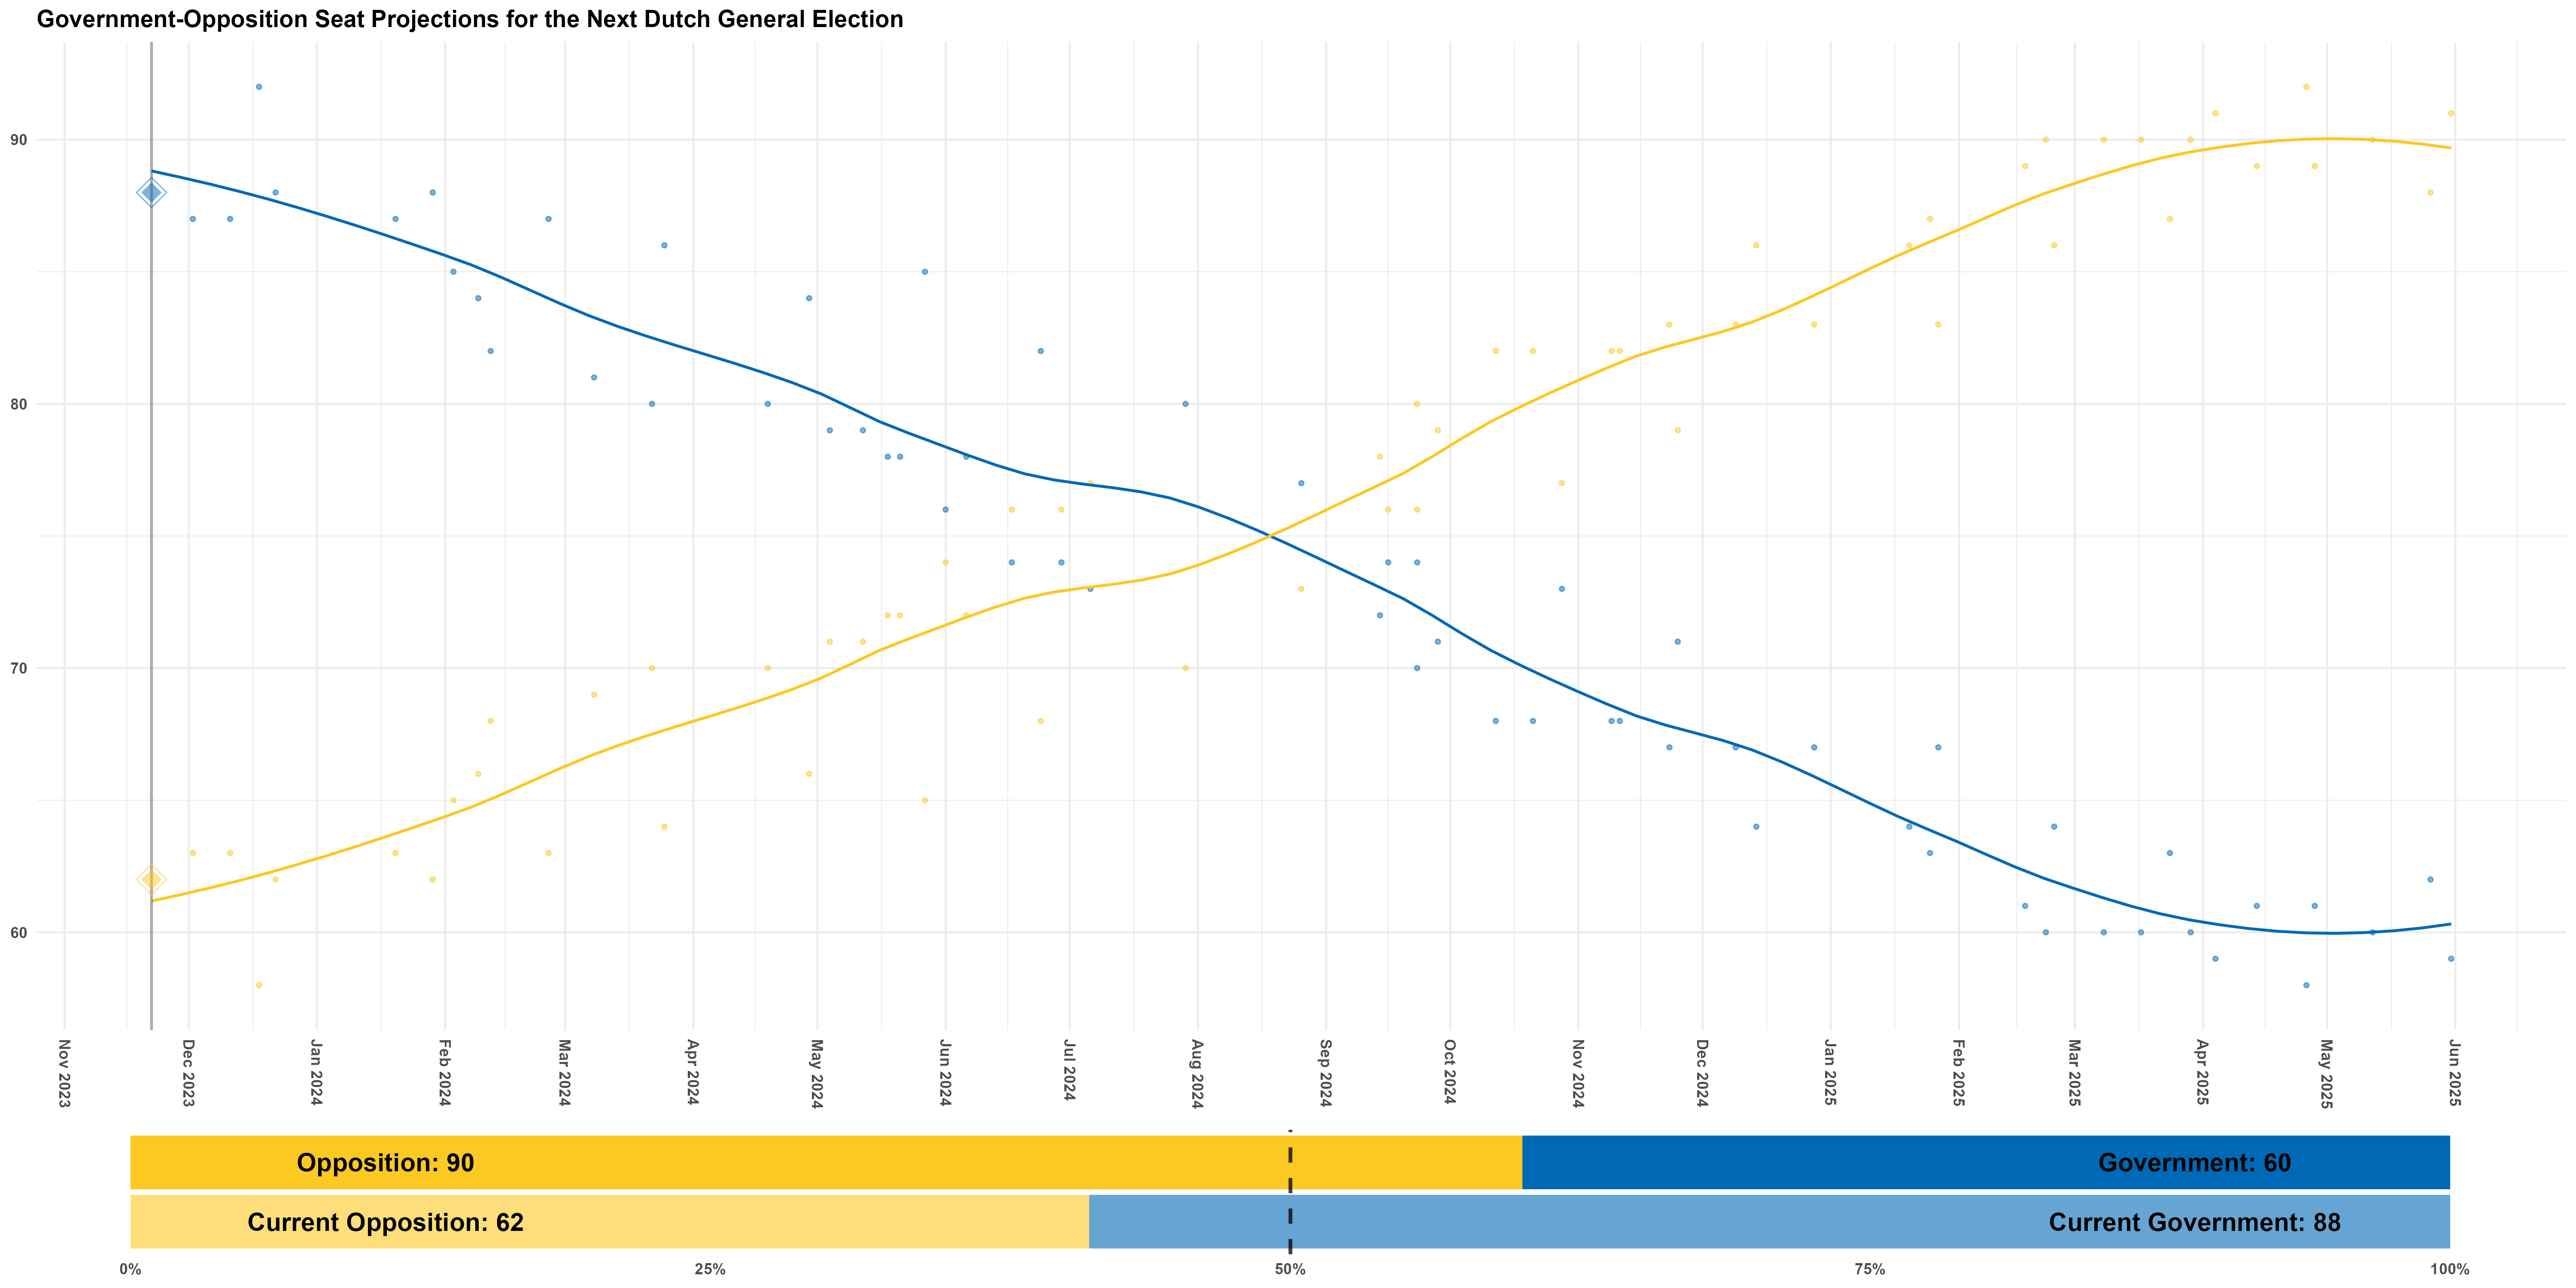 Government-Opposition Seat Projections for the Next Dutch General Election
90
80
70
60
Nov 2023
Dec 2023
Jan 2024
Feb 2024
Mar 2024
Apr 2024
May 2024
Jun 2024
Jul 2024
Aug 2024
Sep 2024
Oct 2024
Nov 2024
Dec 2024
Jan 2025
Feb 2025
Mar 2025
Apr 2025
May 2025
Jun 2025
Opposition: 90
Government: 60
Current Opposition: 62
Current Government: 88
0%
25%
50%
75%
100%